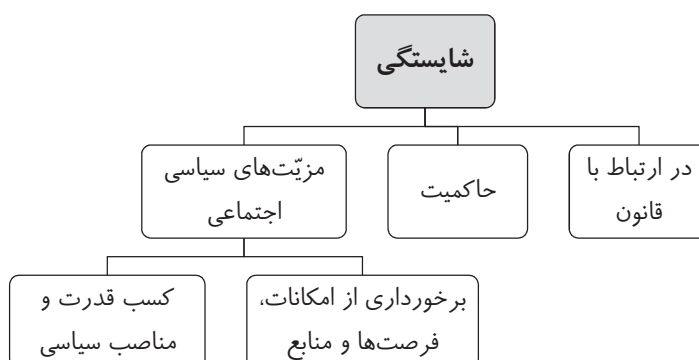 شایستگی
در ارتباط با
قانون
حاکمیت
مزیّت‌های سیاسی
اجتماعی
برخورداری از امکانات،
فرصت‌ها و منابع
کسب قدرت و
مناصب سیاسی